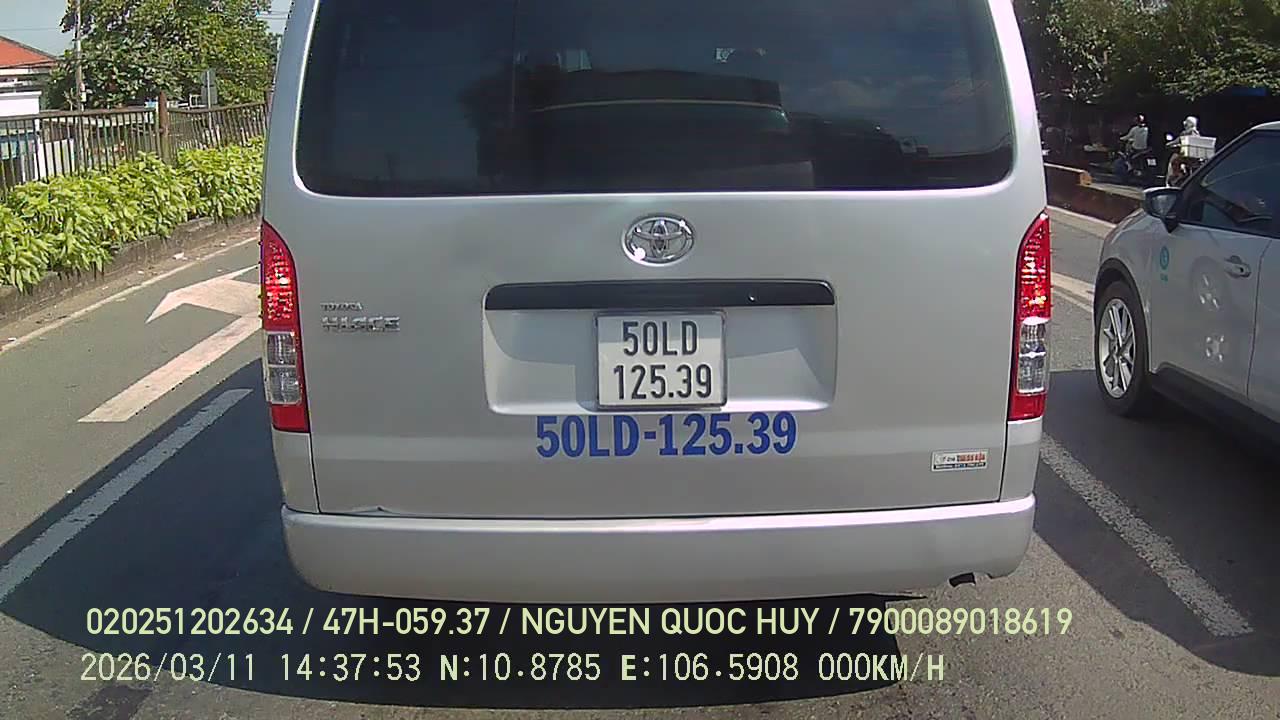 TOYOTA
HIACE
50LD
125.39
50LD-125.39
020251202634 / 47H-059.37 / NGUYEN QUOC HUY / 7900089018619
2026/03/11 14:37:53 N:10.8785 E:106.5908 000KM/H